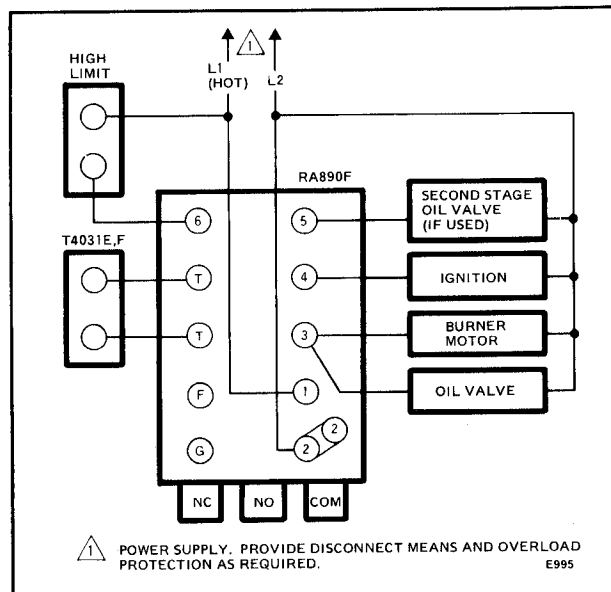 1
L1
(HOT)
L2
HIGH
LIMIT
RA890F
6
5
SECOND STAGE
OIL VALVE
(IF USED)
T4031E,F
T
4
IGNITION
T
3
BURNER
MOTOR
F
1
OIL VALVE
G
2
2
NC
NO
COM
1
POWER SUPPLY. PROVIDE DISCONNECT MEANS AND OVERLOAD
PROTECTION AS REQUIRED.
E995